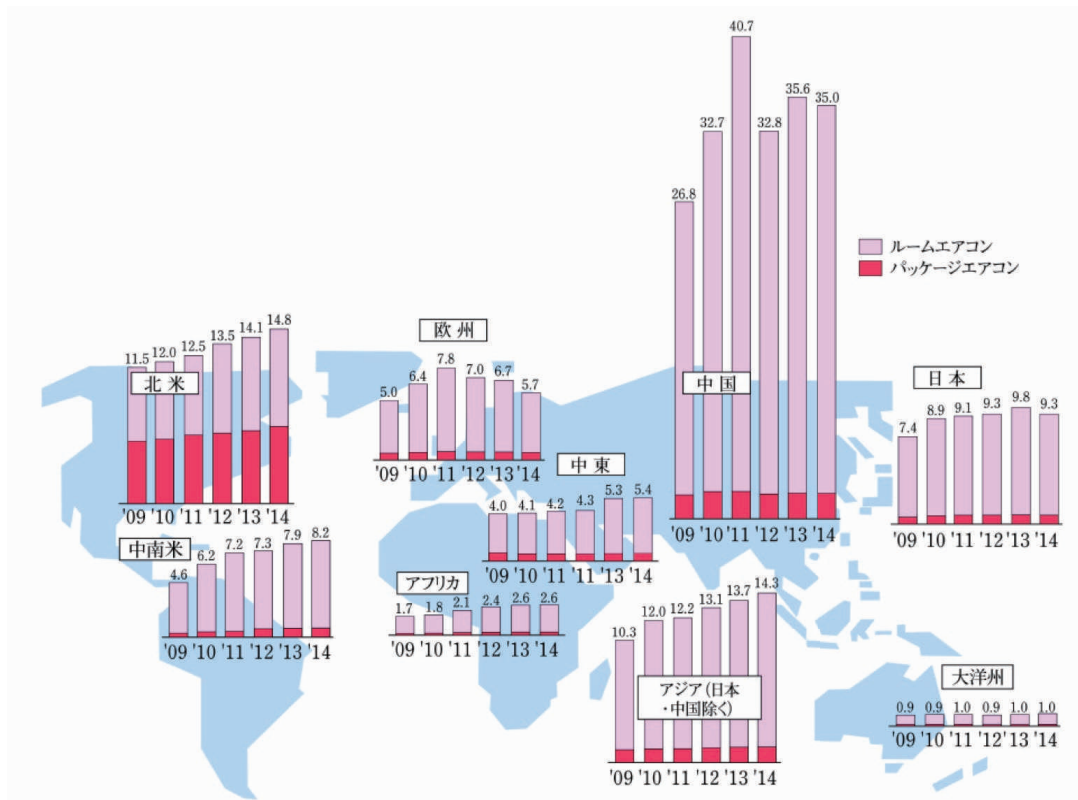 40.7
35.6
35.0
32.7
32.8
26.8
中国
'09 '10 '11 '12 '13 '14
ルームエアコン
パッケージエアコン
11.5 12.0 12.5 13.5 14.1 14.8
北米
'09 '10 '11 '12 '13 '14
欧州
5.0 6.4 7.8 7.0 6.7 5.7
'09 '10 '11 '12 '13 '14
日本
7.4 8.9 9.1 9.3 9.8 9.3
'09 '10 '11 '12 '13 '14
中東
4.0 4.1 4.2 4.3 5.3 5.4
'09 '10 '11 '11 '13 '14
中南米
4.6 6.2 7.2 7.3 7.9 8.2
'09 '10 '11 '12 '13 '14
アフリカ
1.7 1.8 2.1 2.4 2.6 2.6
'09 '10 '11 '12 '13 '14
10.3 12.0 12.2 13.1 13.7 14.3
アジア(日本
・中国除く)
'09 '10 '11 '12 '13 '14
大洋州
0.9 0.9 1.0 0.9 1.0 1.0
'09 '10 '11 '12 '13 '14